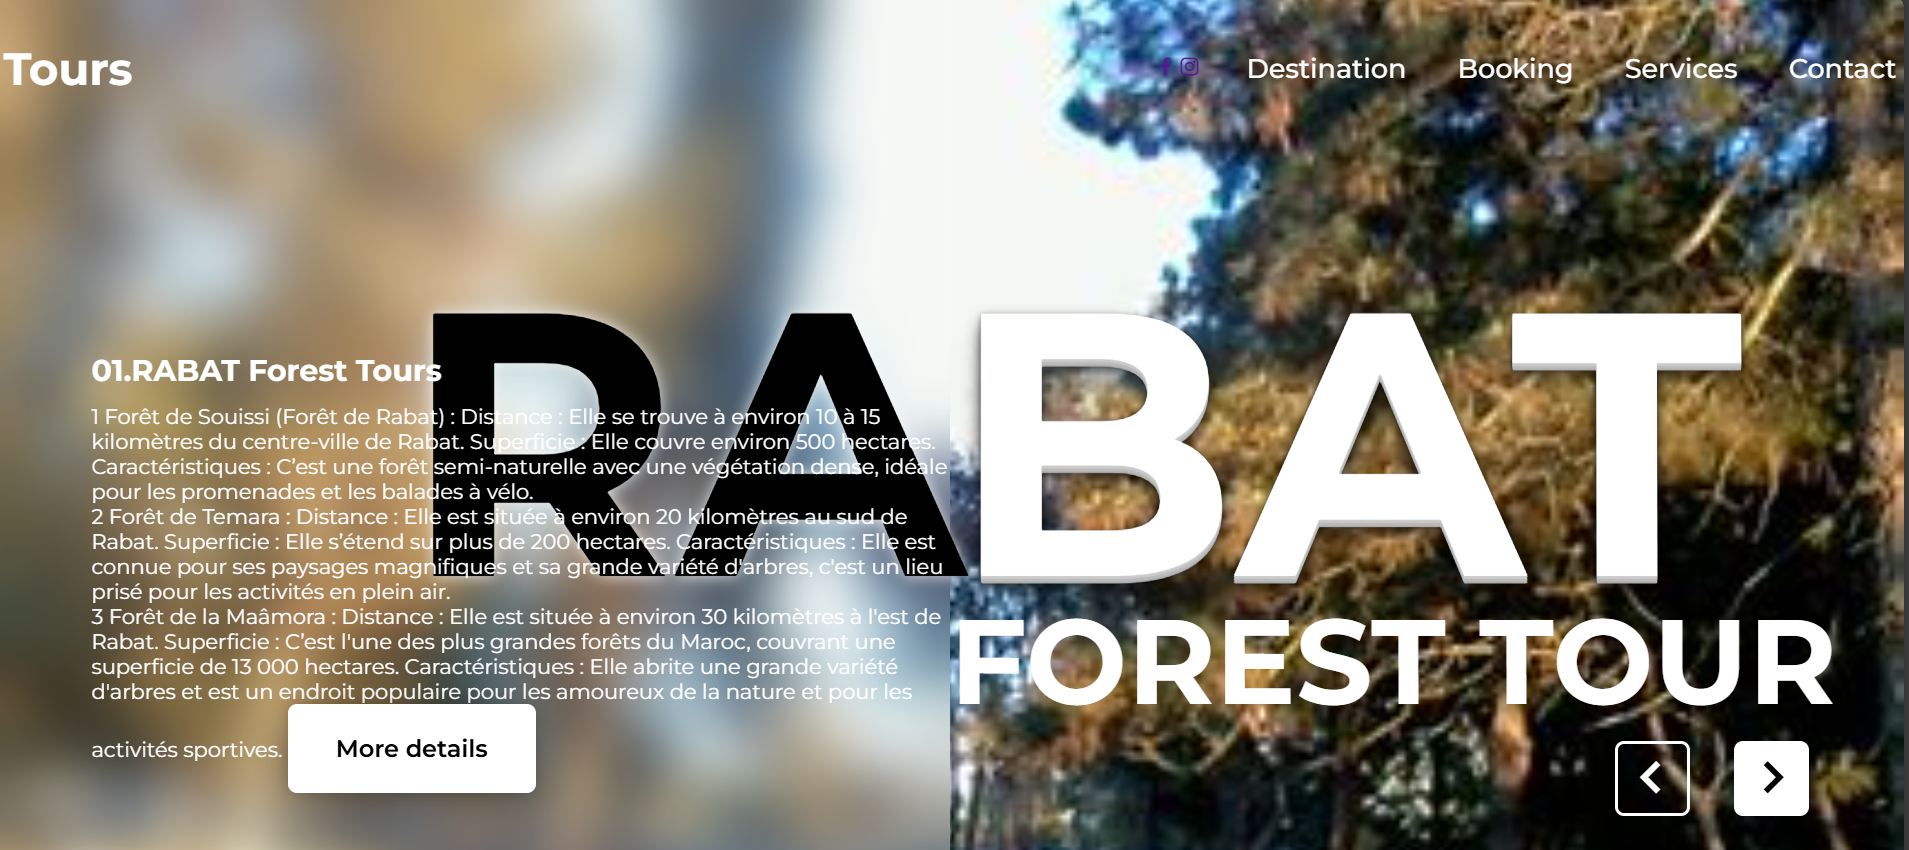 Tours
Destination Booking Services Contact
RABAT
FOREST TOUR
01.RABAT Forest Tours
1 Forêt de Souissi (Forêt de Rabat) : Distance : Elle se trouve à environ 10 à 15
kilomètres du centre-ville de Rabat. Superficie : Elle couvre environ 500 hectares.
Caractéristiques : C’est une forêt semi-naturelle avec une végétation dense, idéale
pour les promenades et les balades à vélo.
2 Forêt de Temara : Distance : Elle est située à environ 20 kilomètres au sud de
Rabat. Superficie : Elle s’étend sur plus de 200 hectares. Caractéristiques : Elle est
connue pour ses paysages magnifiques et sa grande variété d'arbres, c'est un lieu
prisé pour les activités en plein air.
3 Forêt de la Maâmora : Distance : Elle est située à environ 30 kilomètres à l'est de
Rabat. Superficie : C’est l'une des plus grandes forêts du Maroc, couvrant une
superficie de 13 000 hectares. Caractéristiques : Elle abrite une grande variété
d'arbres et est un endroit populaire pour les amoureux de la nature et pour les
activités sportives.
More details